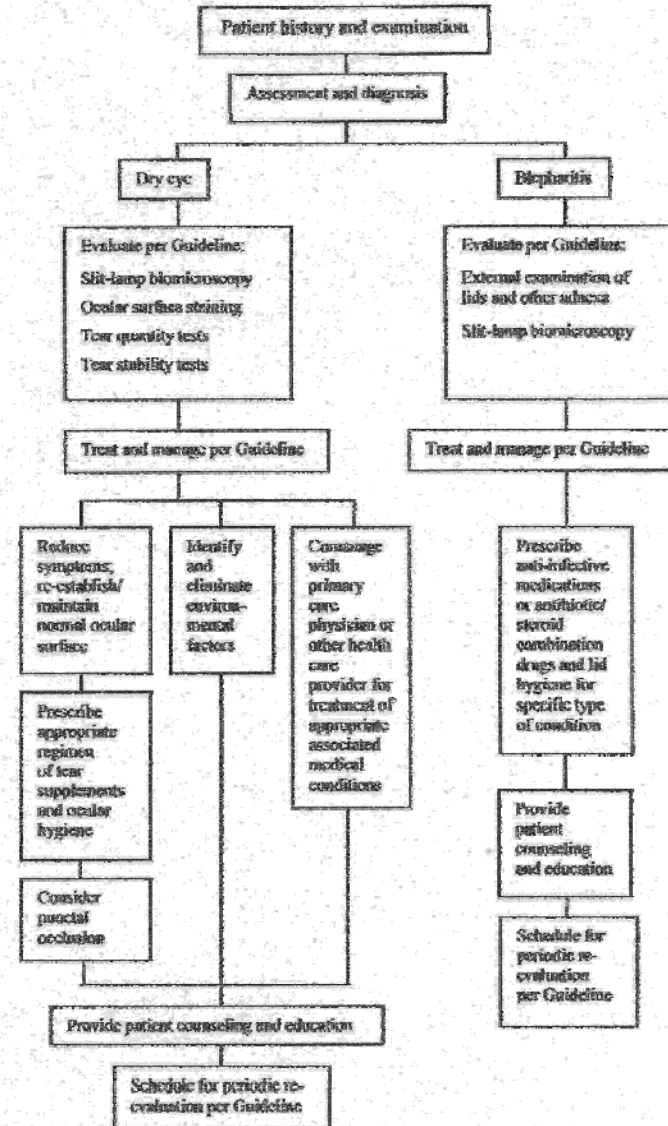 Patient history and examination
Assessment and diagnosis
Dry eye
Evaluate per Guideline:
Slit-lamp biomicroscopy
Ocular surface staining
Tear quantity tests
Tear stability tests
Treat and manage per Guideline
Reduce
symptoms;
re-establish/
maintain
normal ocular
surface
Prescribe
appropriate
regimen
of tear
supplements
and ocular
hygiene
Consider
punctal
occlusion
Identify
and
eliminate
environ-
mental
factors
Comanage
with
primary
care
physician or
other health
care
provider for
treatment of
appropriate
associated
medical
conditions
Provide patient counseling and education
Schedule for periodic re-
evaluation per Guideline
Blepharitis
Evaluate per Guideline:
External examination of
lids and other adnexa
Slit-lamp biomicroscopy
Treat and manage per Guideline
Prescribe
anti-infective
medications
or antibiotic/
steroid
combination
drugs and lid
hygiene for
specific type
of condition
Provide
patient
counseling
and education
Schedule for
periodic re-
evaluation
per Guideline